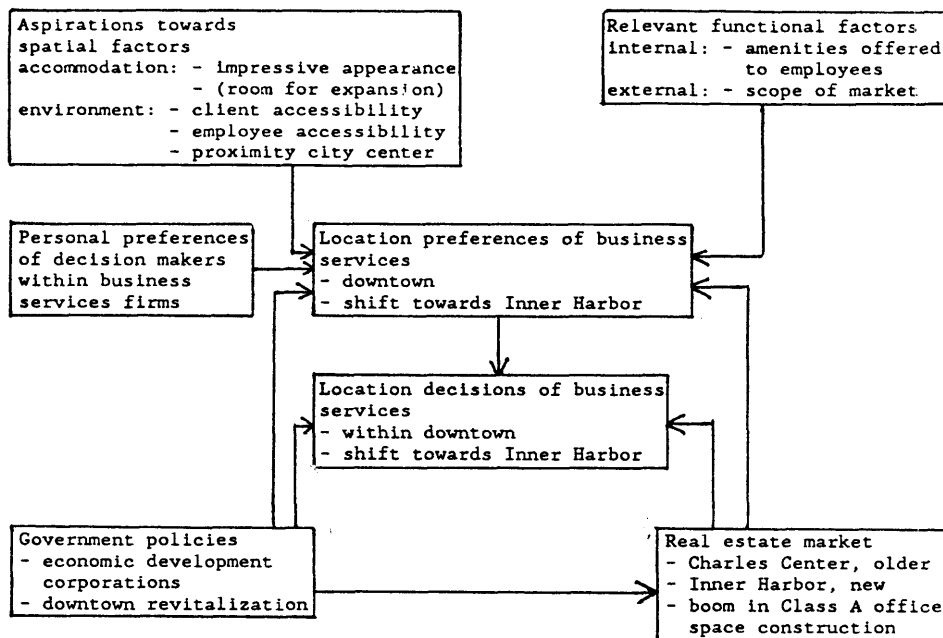 Aspirations towards
spatial factors
accommodation: - impressive appearance
- (room for expansion)
environment: - client accessibility
- employee accessibility
- proximity city center
Relevant functional factors
internal: - amenities offered
to employees
external: - scope of market
Personal preferences
of decision makers
within business
services firms
Location preferences of business
services
- downtown
- shift towards Inner Harbor
Location decisions of business
services
- within downtown
- shift towards Inner Harbor
Government policies
- economic development
corporations
- downtown revitalization
Real estate market
- Charles Center, older
- Inner Harbor, new
- boom in Class A office
space construction